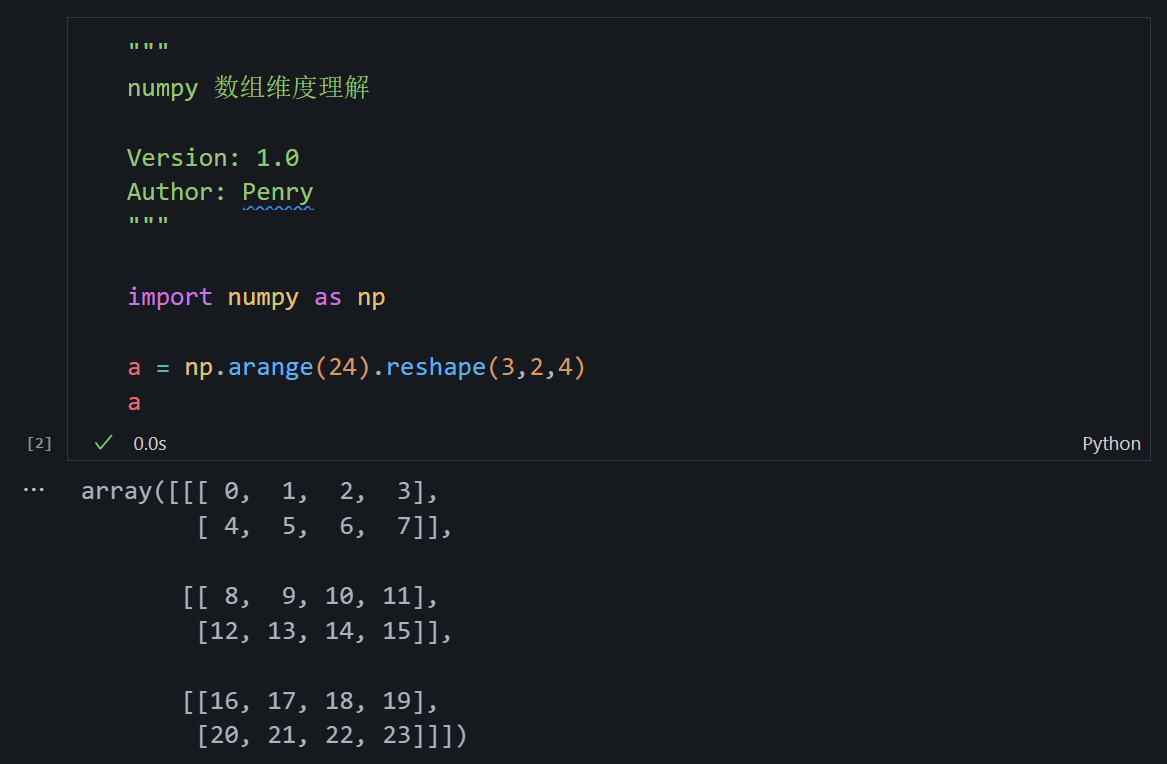 """
numpy 数组维度理解
Version: 1.0
Author: Penry
"""
import numpy as np
a = np.arange(24).reshape(3,2,4)
a
[2] 0.0s Python
... array([[[ 0,  1,  2,  3],
        [ 4,  5,  6,  7]],
       [[ 8,  9, 10, 11],
        [12, 13, 14, 15]],
       [[16, 17, 18, 19],
        [20, 21, 22, 23]]])